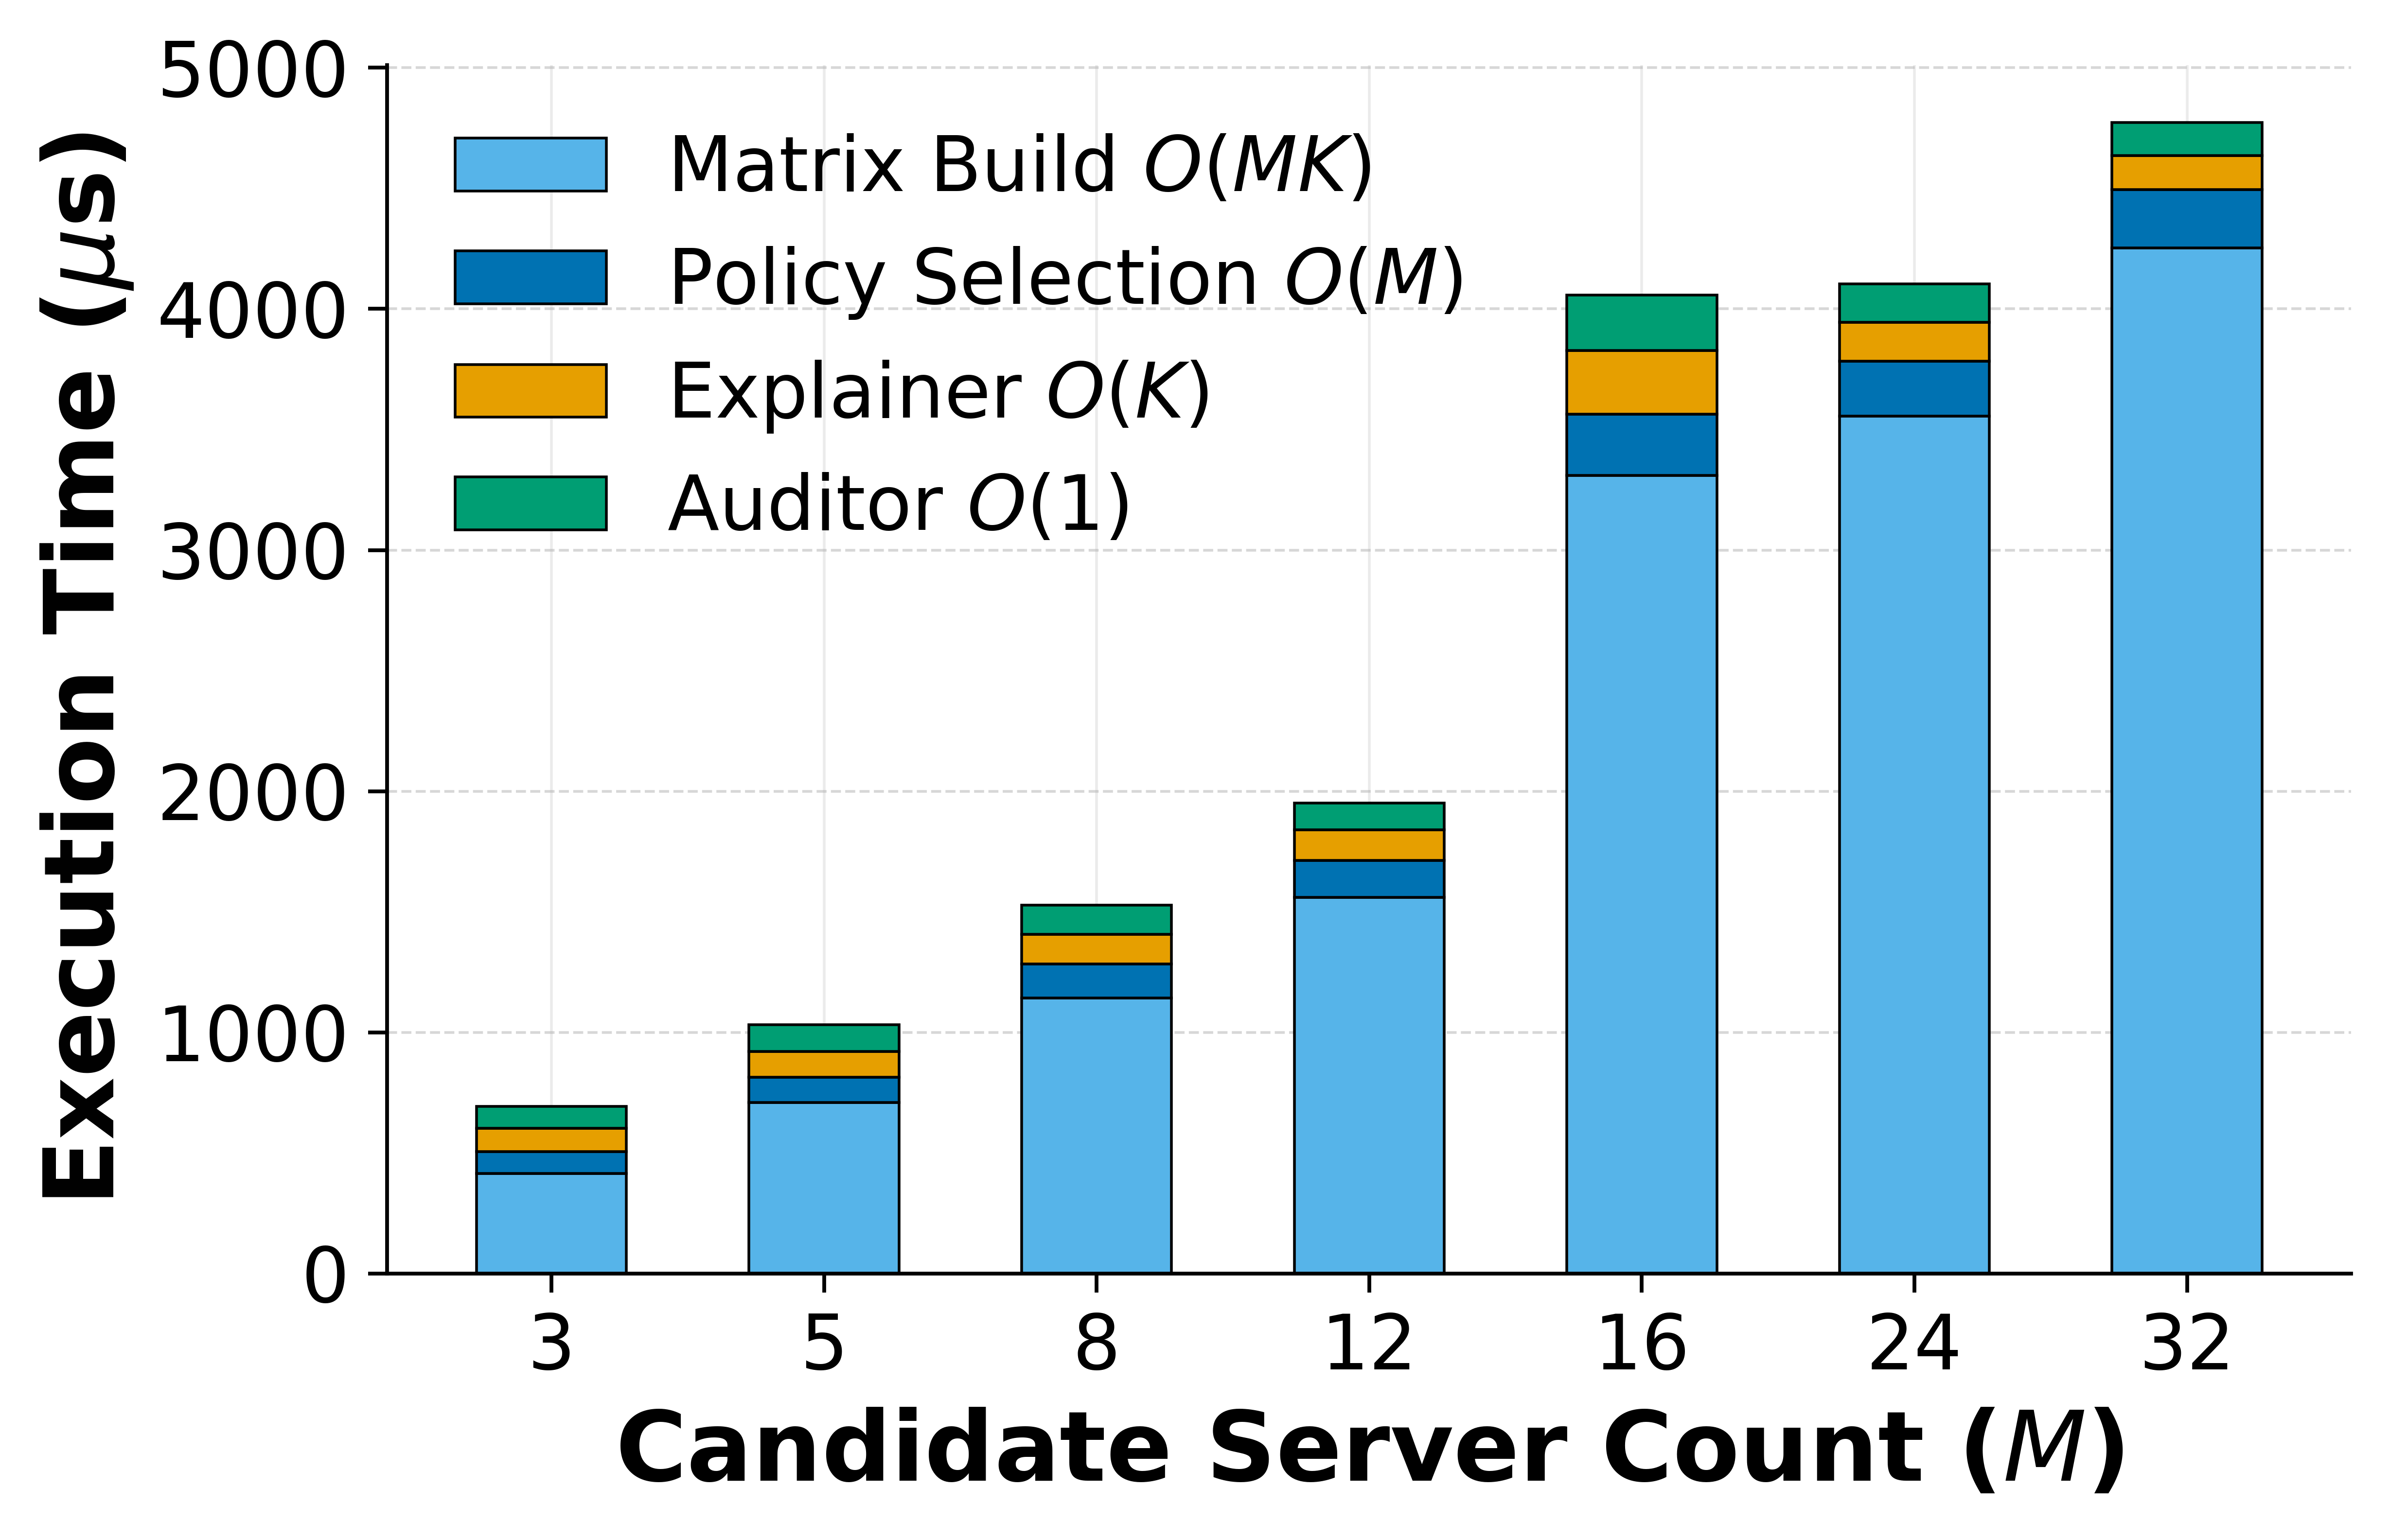 5000
4000
3000
2000
1000
0
Execution Time (μs)
Matrix Build O(MK)
Policy Selection O(M)
Explainer O(K)
Auditor O(1)
3 5 8 12 16 24 32
Candidate Server Count (M)